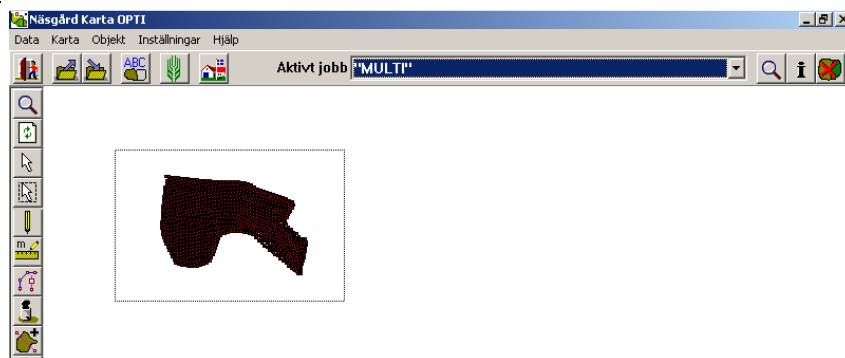 Näsgård Karta OPTI
Data Karta Objekt Inställningar Hjälp
ABC Aktivt jobb "MULTI" i
m